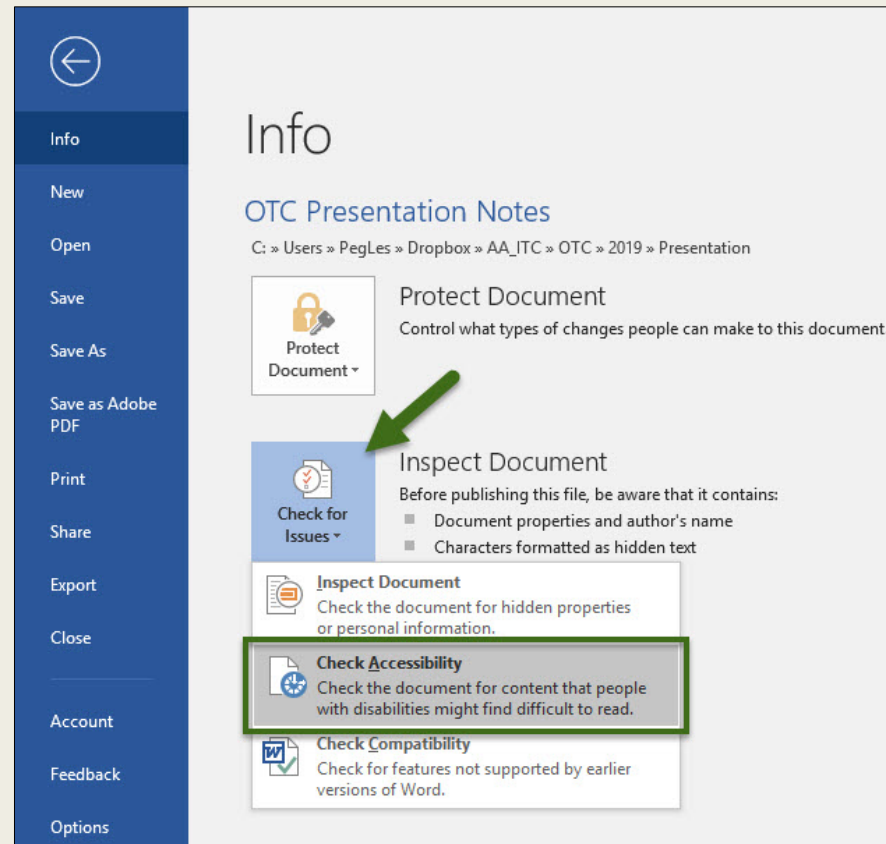 Info
New
Open
Save
Save As
Save as Adobe
PDF
Print
Share
Export
Close
Account
Feedback
Options
Info
OTC Presentation Notes
C: » Users » PegLes » Dropbox » AA_ITC » OTC » 2019 » Presentation
Protect
Document
Protect Document
Control what types of changes people can make to this document
Check for
Issues
Inspect Document
Before publishing this file, be aware that it contains:
Document properties and author's name
Characters formatted as hidden text
Inspect Document
Check the document for hidden properties
or personal information.
Check Accessibility
Check the document for content that people
with disabilities might find difficult to read.
Check Compatibility
Check for features not supported by earlier
versions of Word.